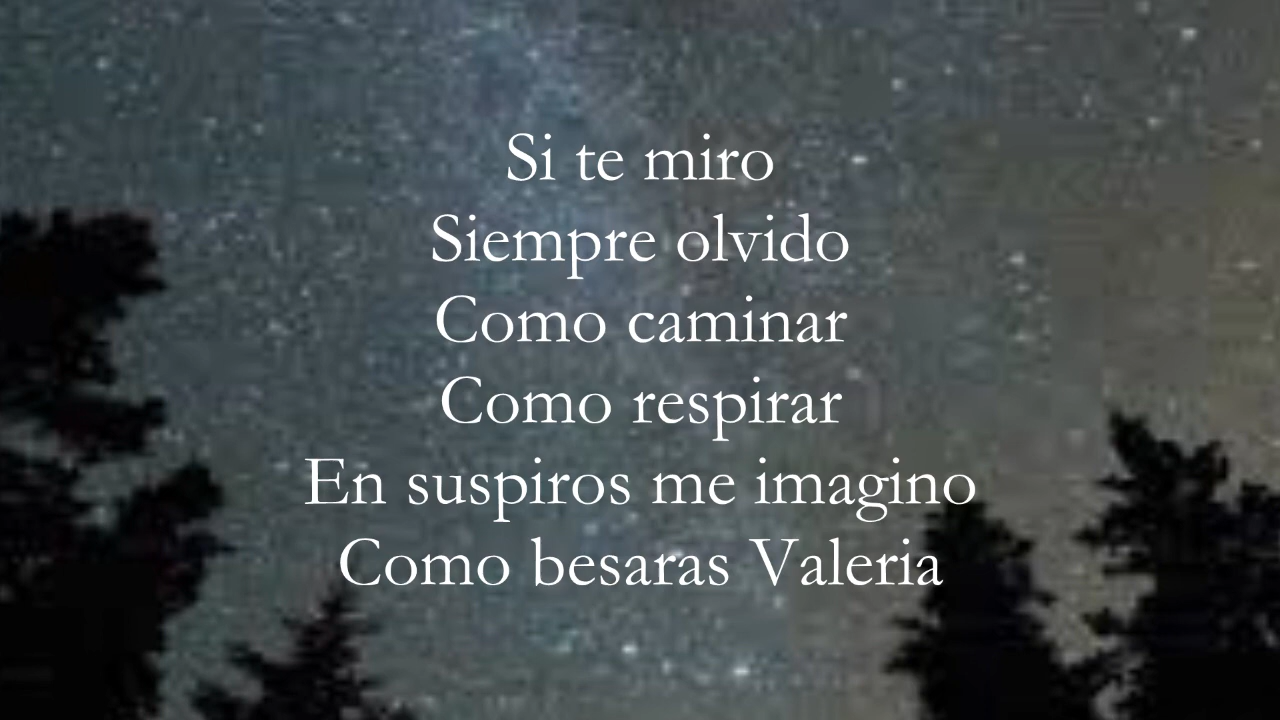 Si te miro
Siempre olvido
Como caminar
Como respirar
En suspiros me imagino
Como besaras Valeria